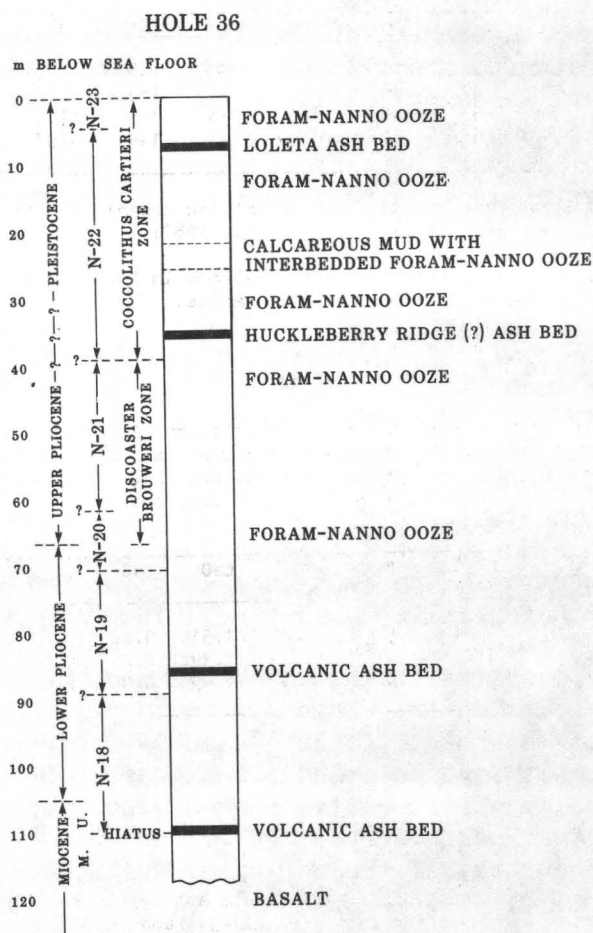 HOLE 36
m BELOW SEA FLOOR
0
10
20
30
40
50
60
70
80
90
100
110
120
UPPER PLIOCENE -?-?-?- PLEISTOCENE
LOWER PLIOCENE
MIOCENE
M. U.
N-23
?
N-22
?
N-21
?
N-20
?
N-19
?
N-18
HIATUS
COCCOLITHUS CARTIERI
ZONE
DISCOASTER
BROUWERI ZONE
FORAM-NANNO OOZE
LOLETA ASH BED
FORAM-NANNO OOZE
CALCAREOUS MUD WITH
INTERBEDDED FORAM-NANNO OOZE
FORAM-NANNO OOZE
HUCKLEBERRY RIDGE (?) ASH BED
FORAM-NANNO OOZE
FORAM-NANNO OOZE
VOLCANIC ASH BED
VOLCANIC ASH BED
BASALT